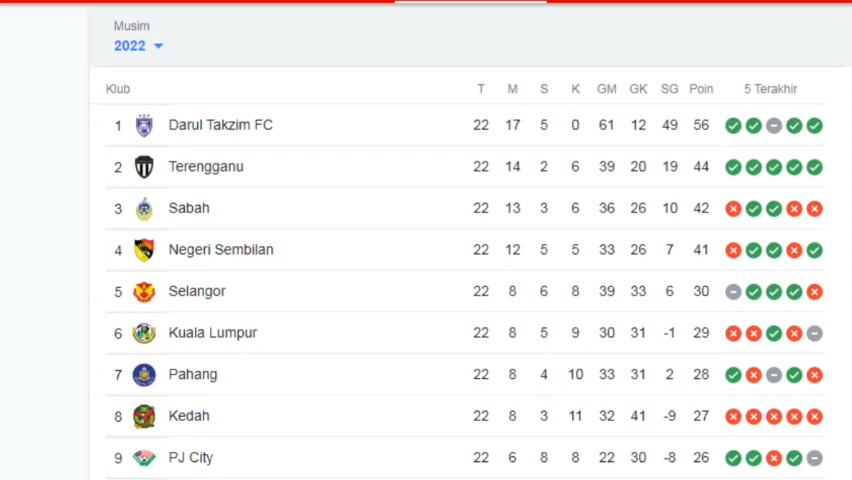 Musim
2022
Klub T M S K GM GK SG Poin 5 Terakhir
1 Darul Takzim FC 22 17 5 0 61 12 49 56
2 Terengganu 22 14 2 6 39 20 19 44
3 Sabah 22 13 3 6 36 26 10 42
4 Negeri Sembilan 22 12 5 5 33 26 7 41
5 Selangor 22 8 6 8 39 33 6 30
6 Kuala Lumpur 22 8 5 9 30 31 -1 29
7 Pahang 22 8 4 10 33 31 2 28
8 Kedah 22 8 3 11 32 41 -9 27
9 PJ City 22 6 8 8 22 30 -8 26